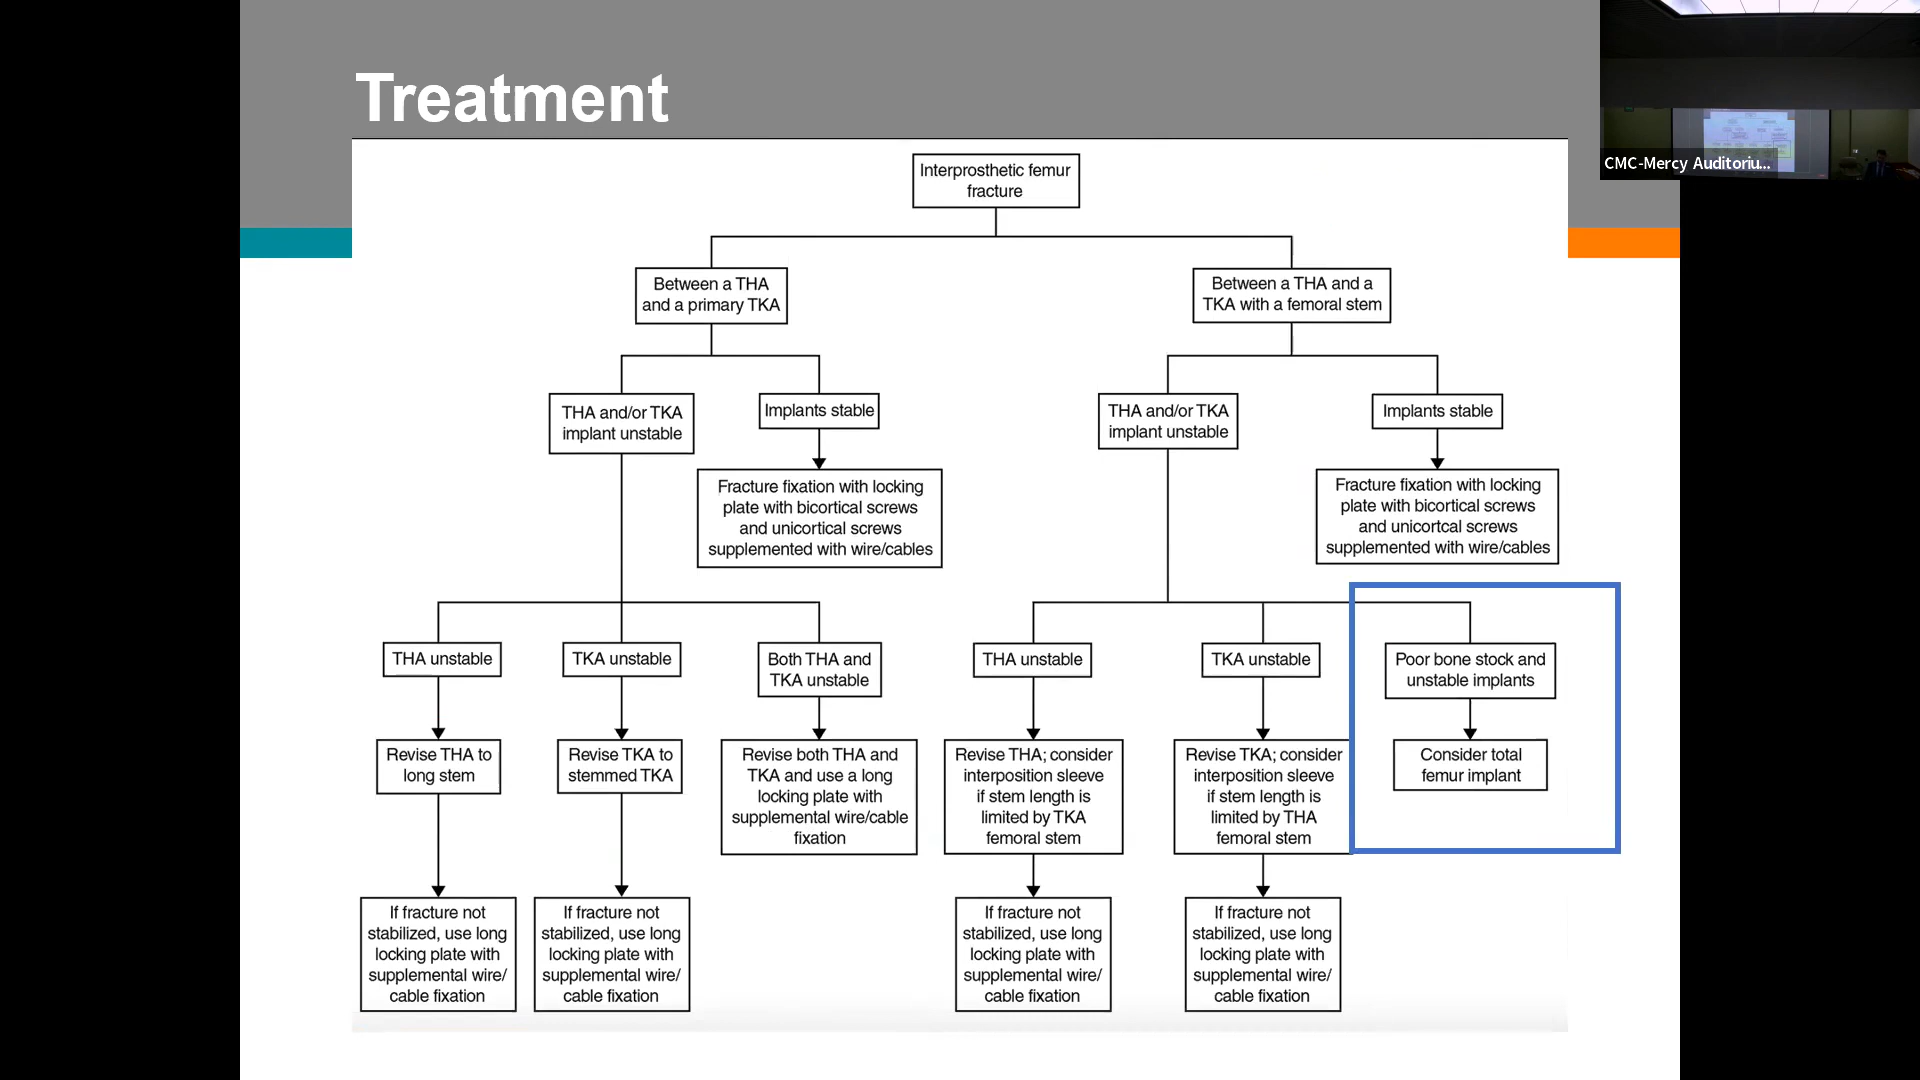 Treatment
CMC-Mercy Auditoriu...
Interprosthetic femur
fracture
Between a THA
and a primary TKA
Between a THA and a
TKA with a femoral stem
THA and/or TKA
implant unstable
Implants stable
THA and/or TKA
implant unstable
Implants stable
Fracture fixation with locking
plate with bicortical screws
and unicortical screws
supplemented with wire/cables
Fracture fixation with locking
plate with bicortical screws
and unicortcal screws
supplemented with wire/cables
THA unstable
TKA unstable
Both THA and
TKA unstable
THA unstable
TKA unstable
Poor bone stock and
unstable implants
Revise THA to
long stem
Revise TKA to
stemmed TKA
Revise both THA and
TKA and use a long
locking plate with
supplemental wire/cable
fixation
Revise THA; consider
interposition sleeve
if stem length is
limited by TKA
femoral stem
Revise TKA; consider
interposition sleeve
if stem length is
limited by THA
femoral stem
Consider total
femur implant
If fracture not
stabilized, use long
locking plate with
supplemental wire/
cable fixation
If fracture not
stabilized, use long
locking plate with
supplemental wire/
cable fixation
If fracture not
stabilized, use long
locking plate with
supplemental wire/
cable fixation
If fracture not
stabilized, use long
locking plate with
supplemental wire/
cable fixation